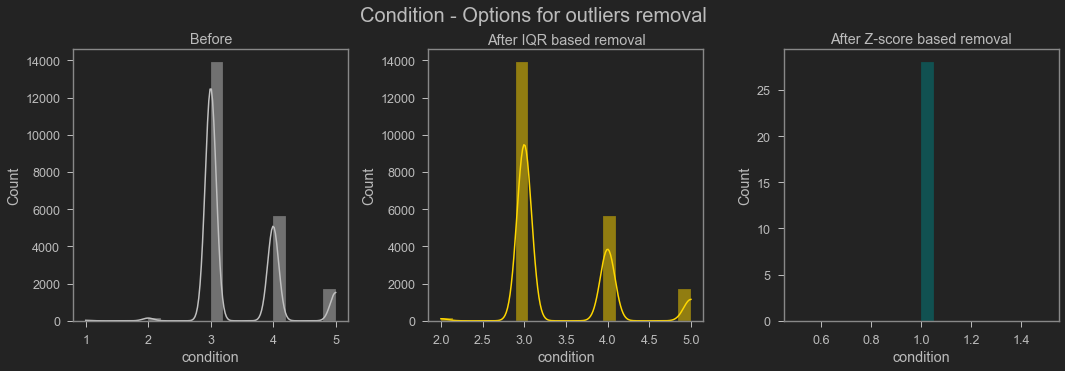 Condition - Options for outliers removal
Before
After IQR based removal
After Z-score based removal
Count
14000
12000
10000
8000
6000
4000
2000
0
1 2 3 4 5
condition
Count
14000
12000
10000
8000
6000
4000
2000
0
2.0 2.5 3.0 3.5 4.0 4.5 5.0
condition
Count
25
20
15
10
5
0
0.6 0.8 1.0 1.2 1.4
condition